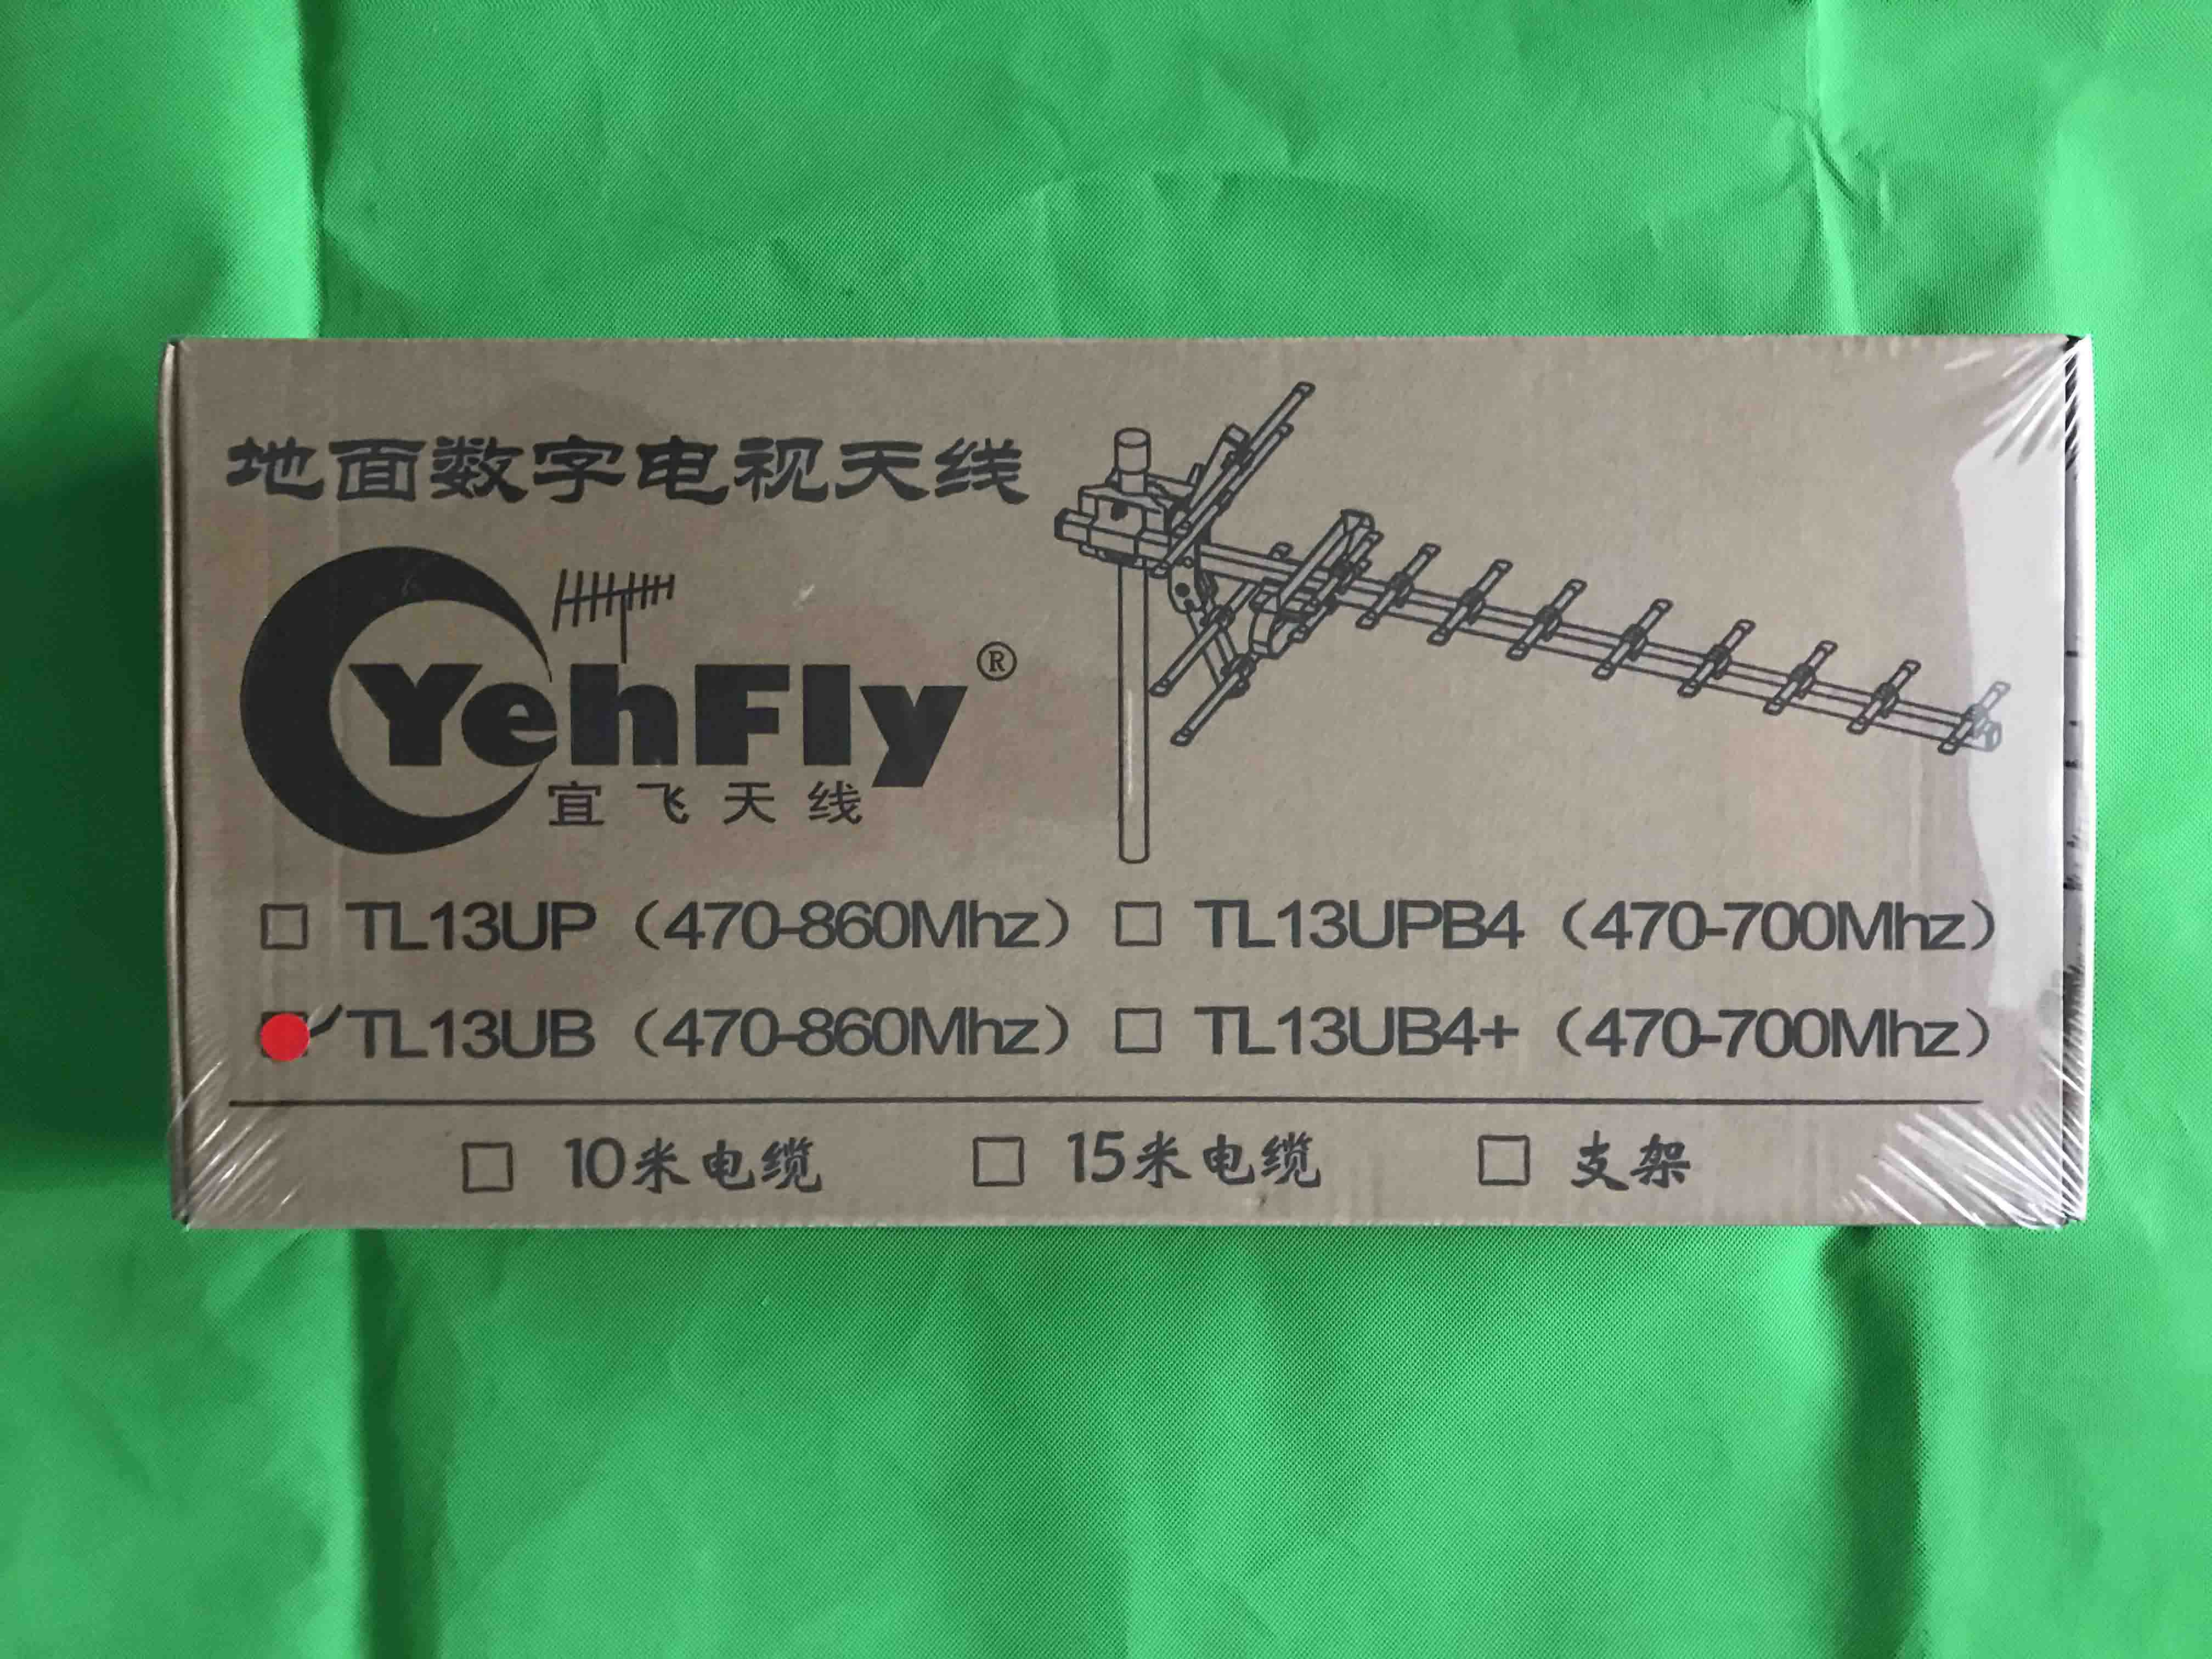 地面数字电视天线
YehFly®
宜飞天线
□ TL13UP（470-860Mhz） □ TL13UPB4（470-700Mhz）
TL13UB（470-860Mhz） □ TL13UB4+（470-700Mhz）
□ 10米电缆 □ 15米电缆 □ 支架